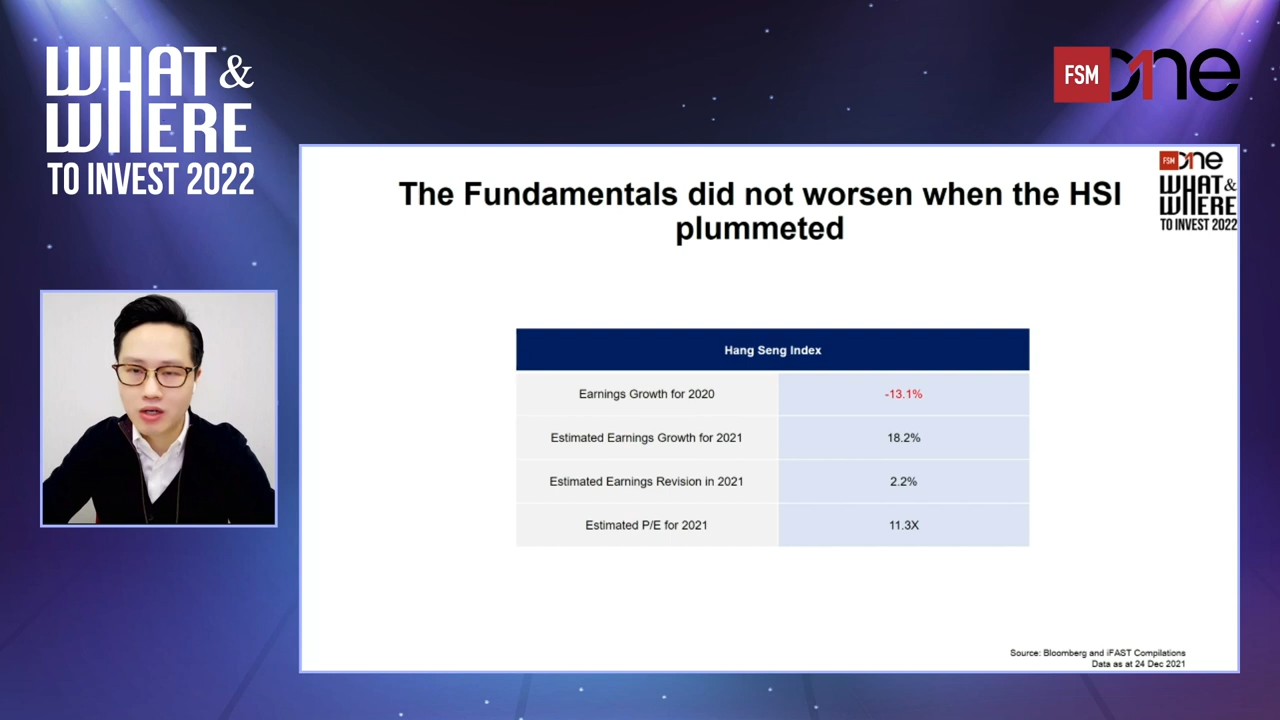 WHAT &
WHERE
TO INVEST 2022
FSM one
FSM one
WHAT &
WHERE
TO INVEST 2022
The Fundamentals did not worsen when the HSI
plummeted
Hang Seng Index
Earnings Growth for 2020 -13.1%
Estimated Earnings Growth for 2021 18.2%
Estimated Earnings Revision in 2021 2.2%
Estimated P/E for 2021 11.3X
Source: Bloomberg and iFAST Compilations
Data as at 24 Dec 2021